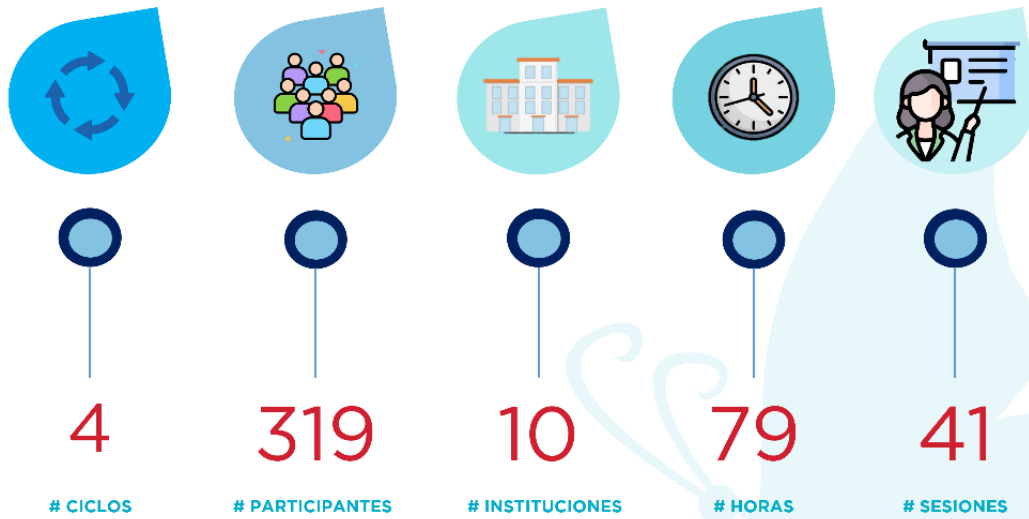 4
319
10
79
41
# CICLOS
# PARTICIPANTES
# INSTITUCIONES
# HORAS
# SESIONES